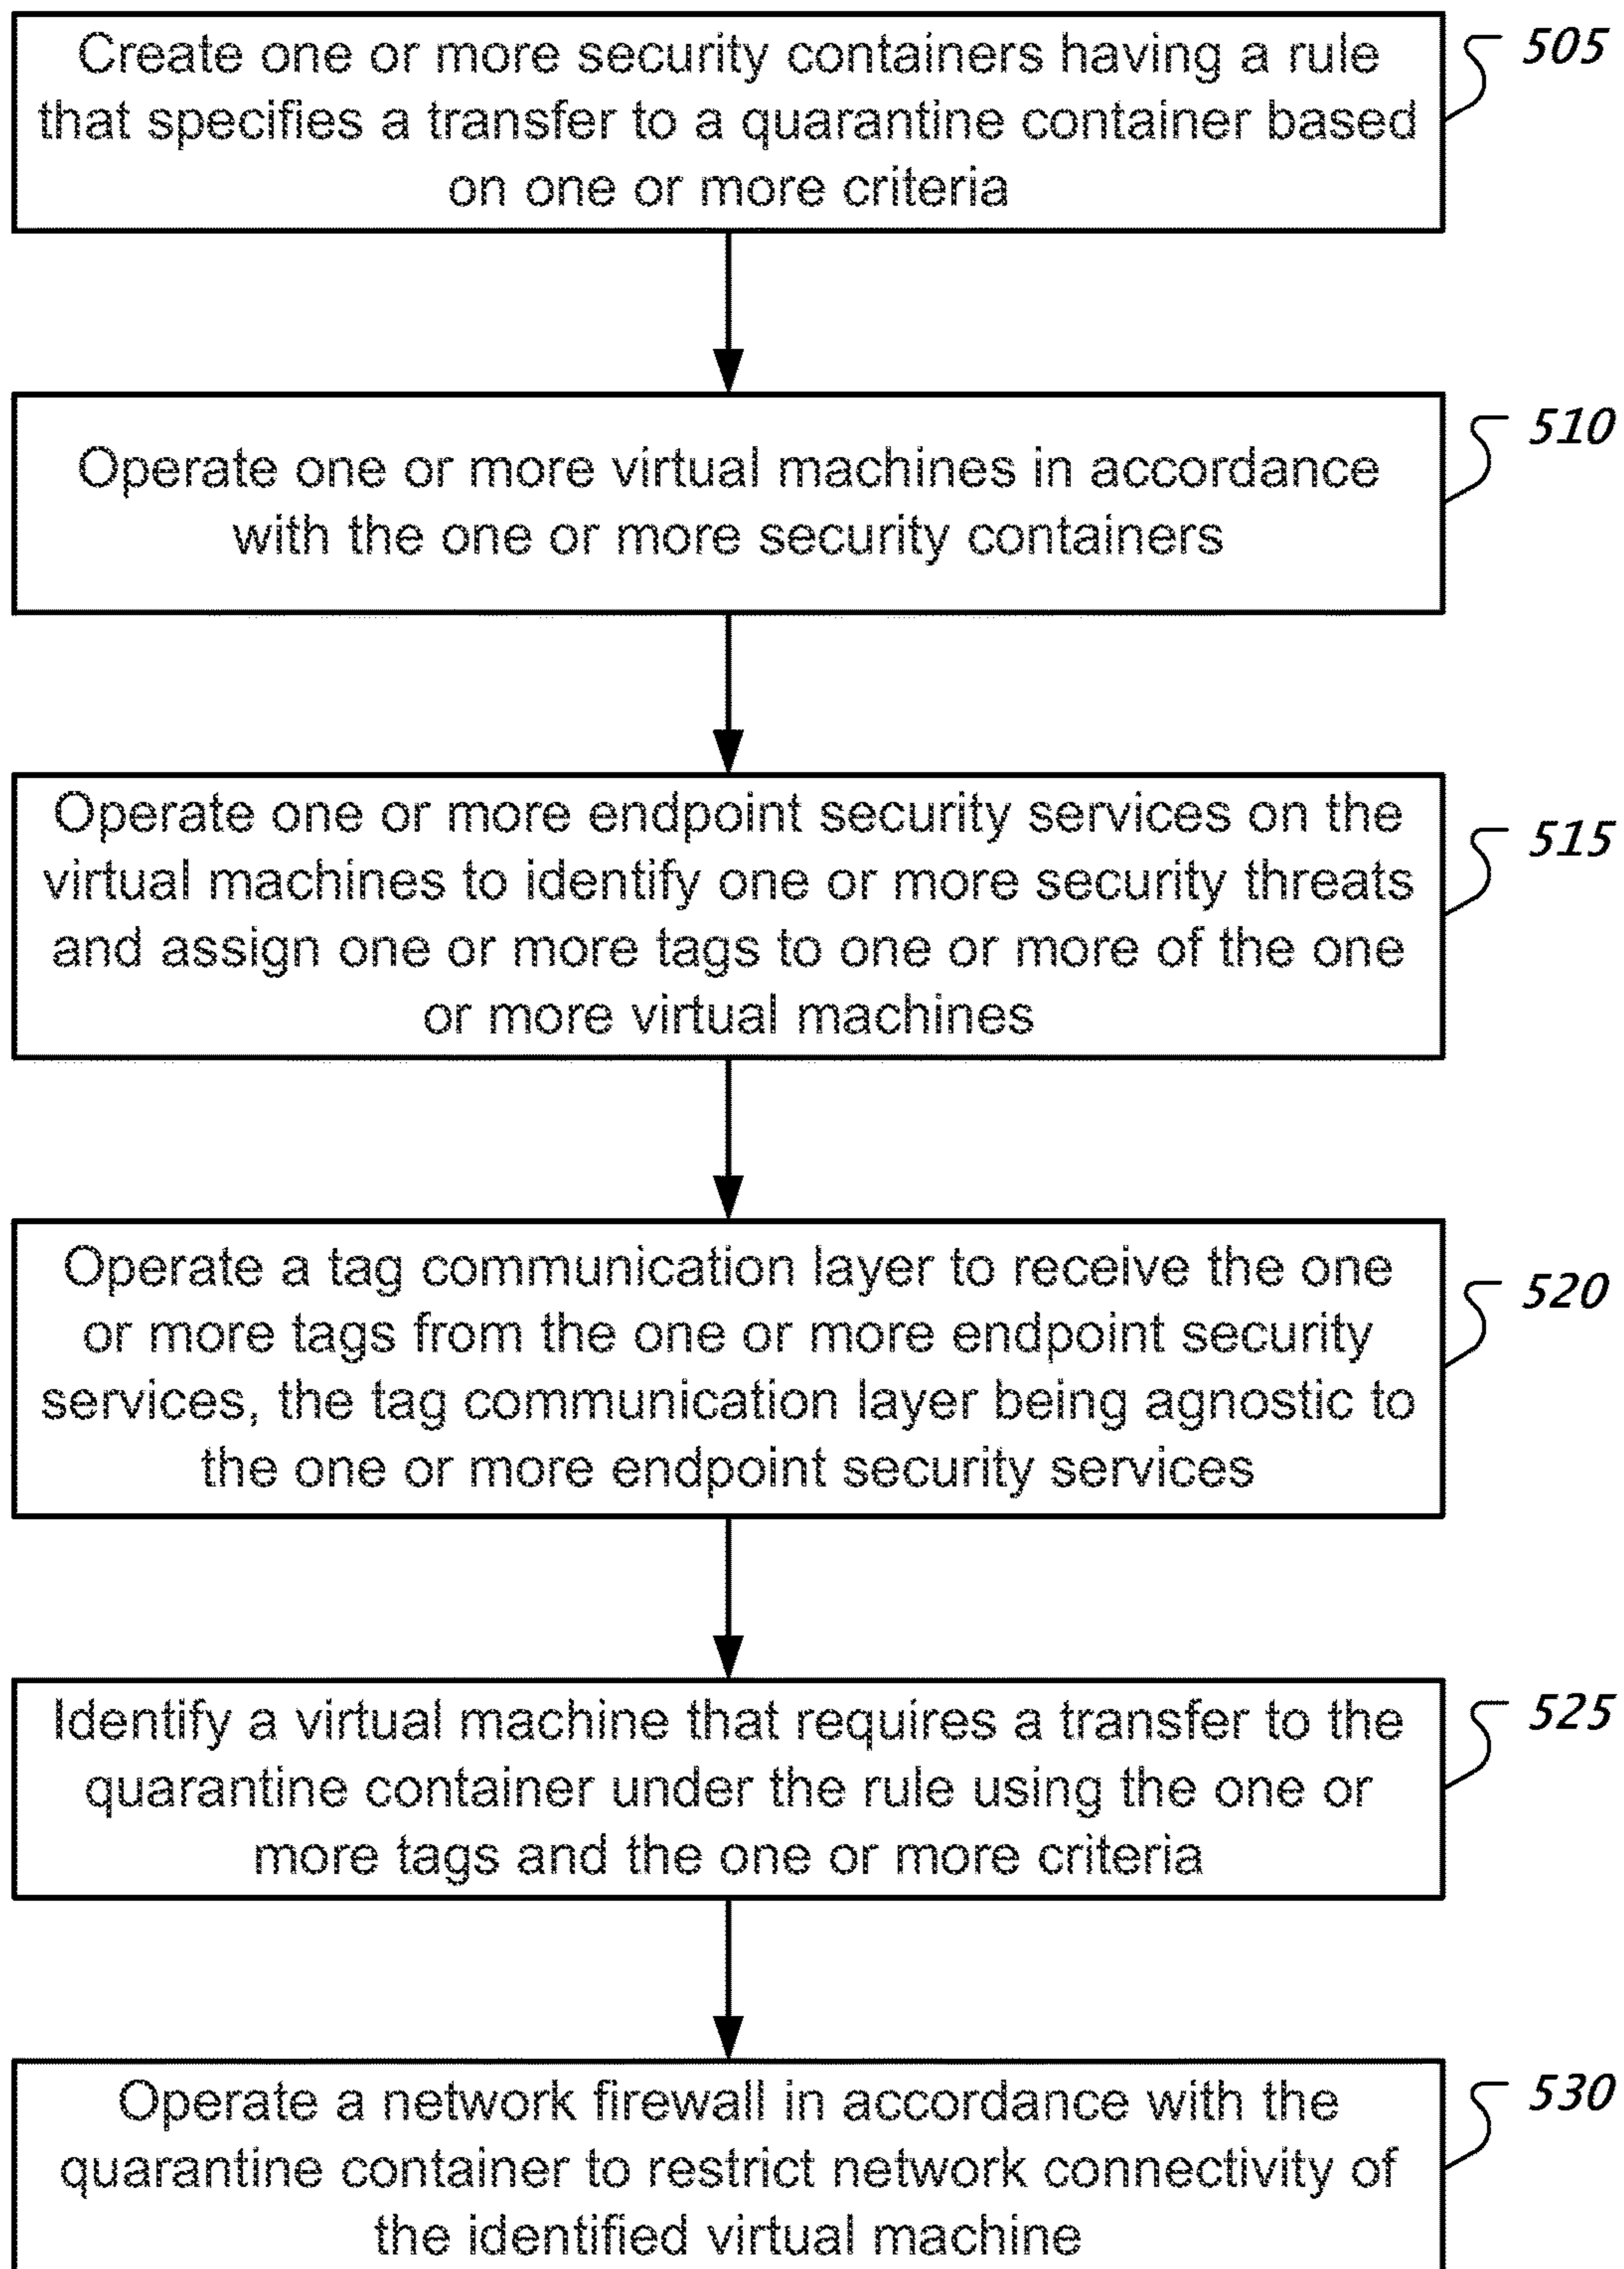 Create one or more security containers having a rule
that specifies a transfer to a quarantine container based
on one or more criteria
505
Operate one or more virtual machines in accordance
with the one or more security containers
510
Operate one or more endpoint security services on the
virtual machines to identify one or more security threats
and assign one or more tags to one or more of the one
or more virtual machines
515
Operate a tag communication layer to receive the one
or more tags from the one or more endpoint security
services, the tag communication layer being agnostic to
the one or more endpoint security services
520
Identify a virtual machine that requires a transfer to the
quarantine container under the rule using the one or
more tags and the one or more criteria
525
Operate a network firewall in accordance with the
quarantine container to restrict network connectivity of
the identified virtual machine
530